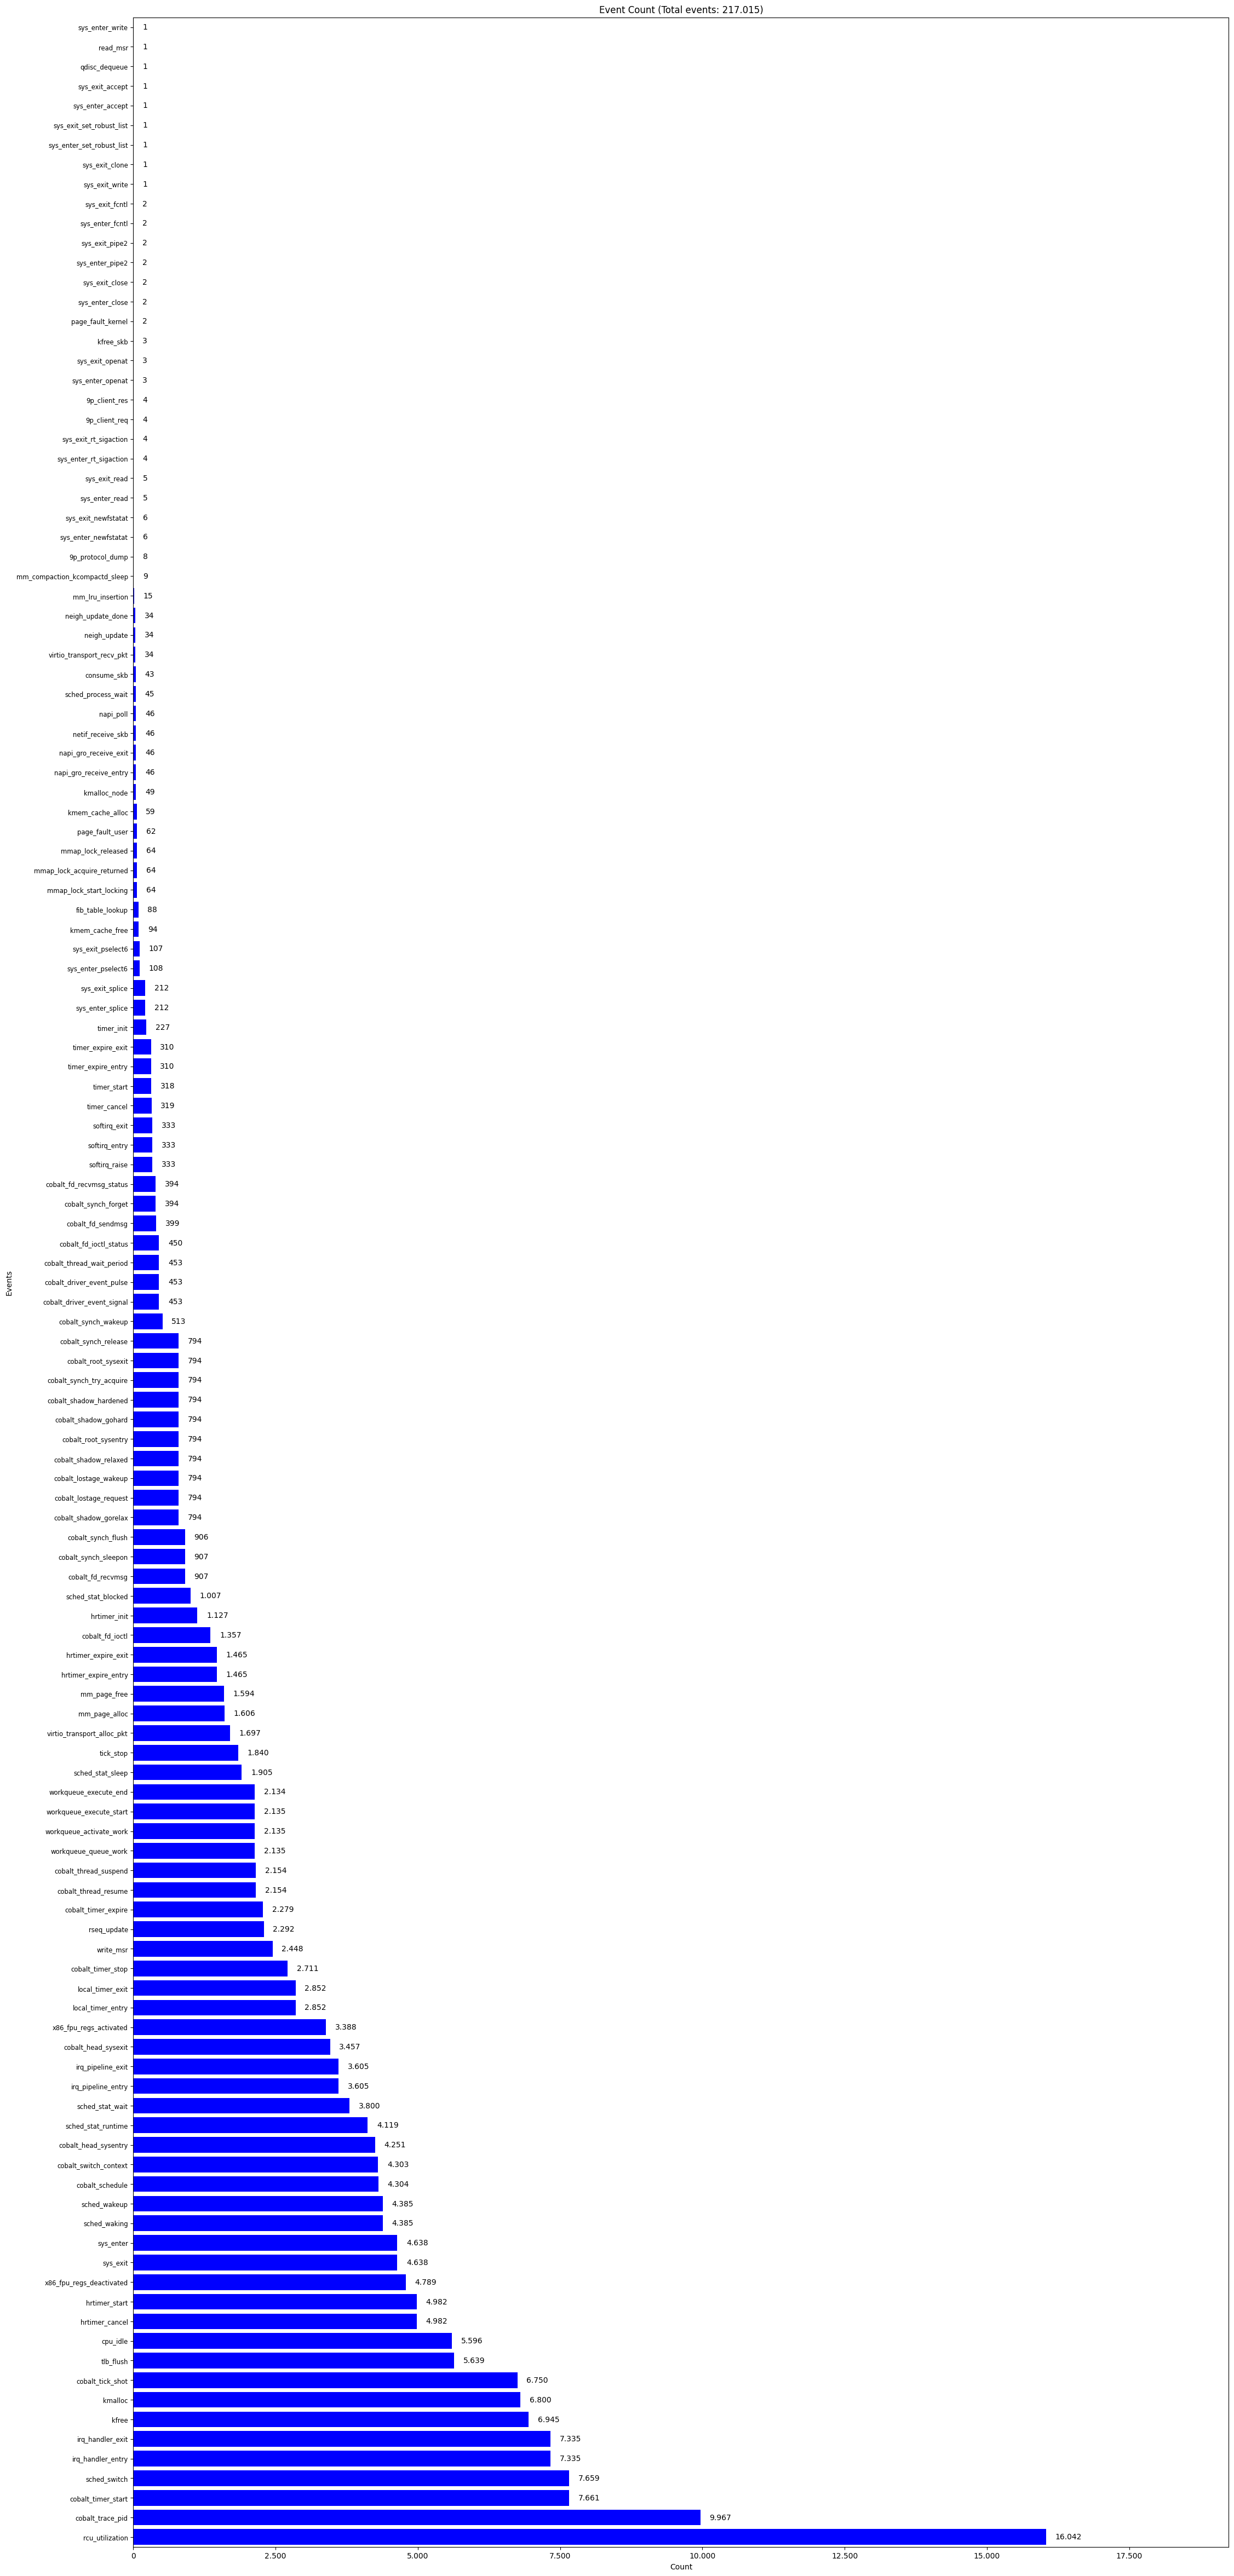 Event Count (Total events: 217.015)
sys_enter_write 1
read_msr 1
qdisc_dequeue 1
sys_exit_accept 1
sys_enter_accept 1
sys_exit_set_robust_list 1
sys_enter_set_robust_list 1
sys_exit_clone 1
sys_exit_write 1
sys_exit_fcntl 2
sys_enter_fcntl 2
sys_exit_pipe2 2
sys_enter_pipe2 2
sys_exit_close 2
sys_enter_close 2
page_fault_kernel 2
kfree_skb 3
sys_exit_openat 3
sys_enter_openat 3
9p_client_res 4
9p_client_req 4
sys_exit_rt_sigaction 4
sys_enter_rt_sigaction 4
sys_exit_read 5
sys_enter_read 5
sys_exit_newfstatat 6
sys_enter_newfstatat 6
9p_protocol_dump 8
mm_compaction_kcompactd_sleep 9
mm_lru_insertion 15
neigh_update_done 34
neigh_update 34
virtio_transport_recv_pkt 34
consume_skb 43
sched_process_wait 45
napi_poll 46
netif_receive_skb 46
napi_gro_receive_exit 46
napi_gro_receive_entry 46
kmalloc_node 49
kmem_cache_alloc 59
page_fault_user 62
mmap_lock_released 64
mmap_lock_acquire_returned 64
mmap_lock_start_locking 64
fib_table_lookup 88
kmem_cache_free 94
sys_exit_pselect6 107
sys_enter_pselect6 108
sys_exit_splice 212
sys_enter_splice 212
timer_init 227
timer_expire_exit 310
timer_expire_entry 310
timer_start 318
timer_cancel 319
softirq_exit 333
softirq_entry 333
softirq_raise 333
cobalt_fd_recvmsg_status 394
cobalt_synch_forget 394
cobalt_fd_sendmsg 399
cobalt_fd_ioctl_status 450
cobalt_thread_wait_period 453
cobalt_driver_event_pulse 453
Events
cobalt_driver_event_signal 453
cobalt_synch_wakeup 513
cobalt_synch_release 794
cobalt_root_sysexit 794
cobalt_synch_try_acquire 794
cobalt_shadow_hardened 794
cobalt_shadow_gohard 794
cobalt_root_sysentry 794
cobalt_shadow_relaxed 794
cobalt_lostage_wakeup 794
cobalt_lostage_request 794
cobalt_shadow_gorelax 794
cobalt_synch_flush 906
cobalt_synch_sleepon 907
cobalt_fd_recvmsg 907
sched_stat_blocked 1.007
hrtimer_init 1.127
cobalt_fd_ioctl 1.357
hrtimer_expire_exit 1.465
hrtimer_expire_entry 1.465
mm_page_free 1.594
mm_page_alloc 1.606
virtio_transport_alloc_pkt 1.697
tick_stop 1.840
sched_stat_sleep 1.905
workqueue_execute_end 2.134
workqueue_execute_start 2.135
workqueue_activate_work 2.135
workqueue_queue_work 2.135
cobalt_thread_suspend 2.154
cobalt_thread_resume 2.154
cobalt_timer_expire 2.279
rseq_update 2.292
write_msr 2.448
cobalt_timer_stop 2.711
local_timer_exit 2.852
local_timer_entry 2.852
x86_fpu_regs_activated 3.388
cobalt_head_sysexit 3.457
irq_pipeline_exit 3.605
irq_pipeline_entry 3.605
sched_stat_wait 3.800
sched_stat_runtime 4.119
cobalt_head_sysentry 4.251
cobalt_switch_context 4.303
cobalt_schedule 4.304
sched_wakeup 4.385
sched_waking 4.385
sys_enter 4.638
sys_exit 4.638
x86_fpu_regs_deactivated 4.789
hrtimer_start 4.982
hrtimer_cancel 4.982
cpu_idle 5.596
tlb_flush 5.639
cobalt_tick_shot 6.750
kmalloc 6.800
kfree 6.945
irq_handler_exit 7.335
irq_handler_entry 7.335
sched_switch 7.659
cobalt_timer_start 7.661
cobalt_trace_pid 9.967
rcu_utilization 16.042
0 2.500 5.000 7.500 10.000 12.500 15.000 17.500
Count